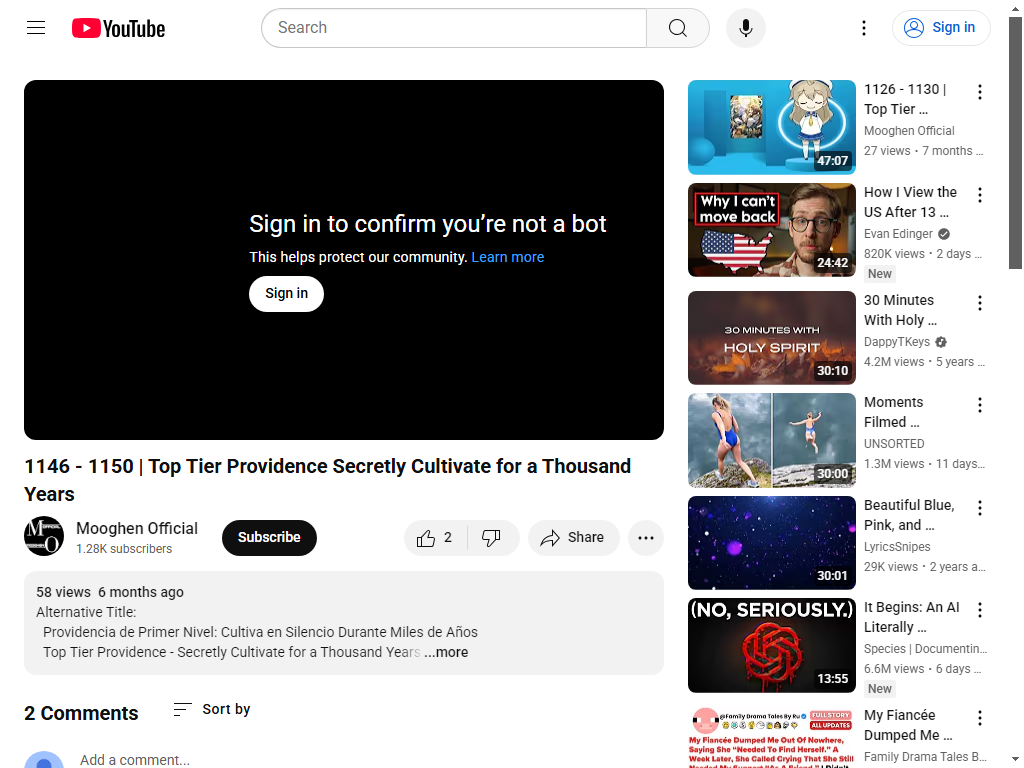 YouTube
Search
Sign in
Sign in to confirm you’re not a bot
This helps protect our community. Learn more
Sign in
1146 - 1150 | Top Tier Providence Secretly Cultivate for a Thousand
Years
Mooghen Official
1.28K subscribers
Subscribe
2
Share
58 views 6 months ago
Alternative Title:
Providencia de Primer Nivel: Cultiva en Silencio Durante Miles de Años
Top Tier Providence - Secretly Cultivate for a Thousand Years ...more
2 Comments
Sort by
Add a comment...
47:07
1126 - 1130 |
Top Tier ...
Mooghen Official
27 views • 7 months ...
Why I can't
move back
24:42
How I View the
US After 13 ...
Evan Edinger
820K views • 2 days ...
New
30 MINUTES WITH
HOLY SPIRIT
30:10
30 Minutes
With Holy ...
DappyTKeys
4.2M views • 5 years ...
30:00
Moments
Filmed ...
UNSORTED
1.3M views • 11 days...
30:01
Beautiful Blue,
Pink, and ...
LyricsSnipes
29K views • 2 years a...
(NO, SERIOUSLY.)
13:55
It Begins: An AI
Literally ...
Species | Documentin...
6.6M views • 6 days ...
New
@Family Drama Tales By Ru
FULL STORY
ALL UPDATES
My Fiancée Dumped Me Out Of Nowhere,
Saying She “Needed To Find Herself.” A
Week Later, She Called Crying That She Still
My Fiancée
Dumped Me ...
Family Drama Tales B...